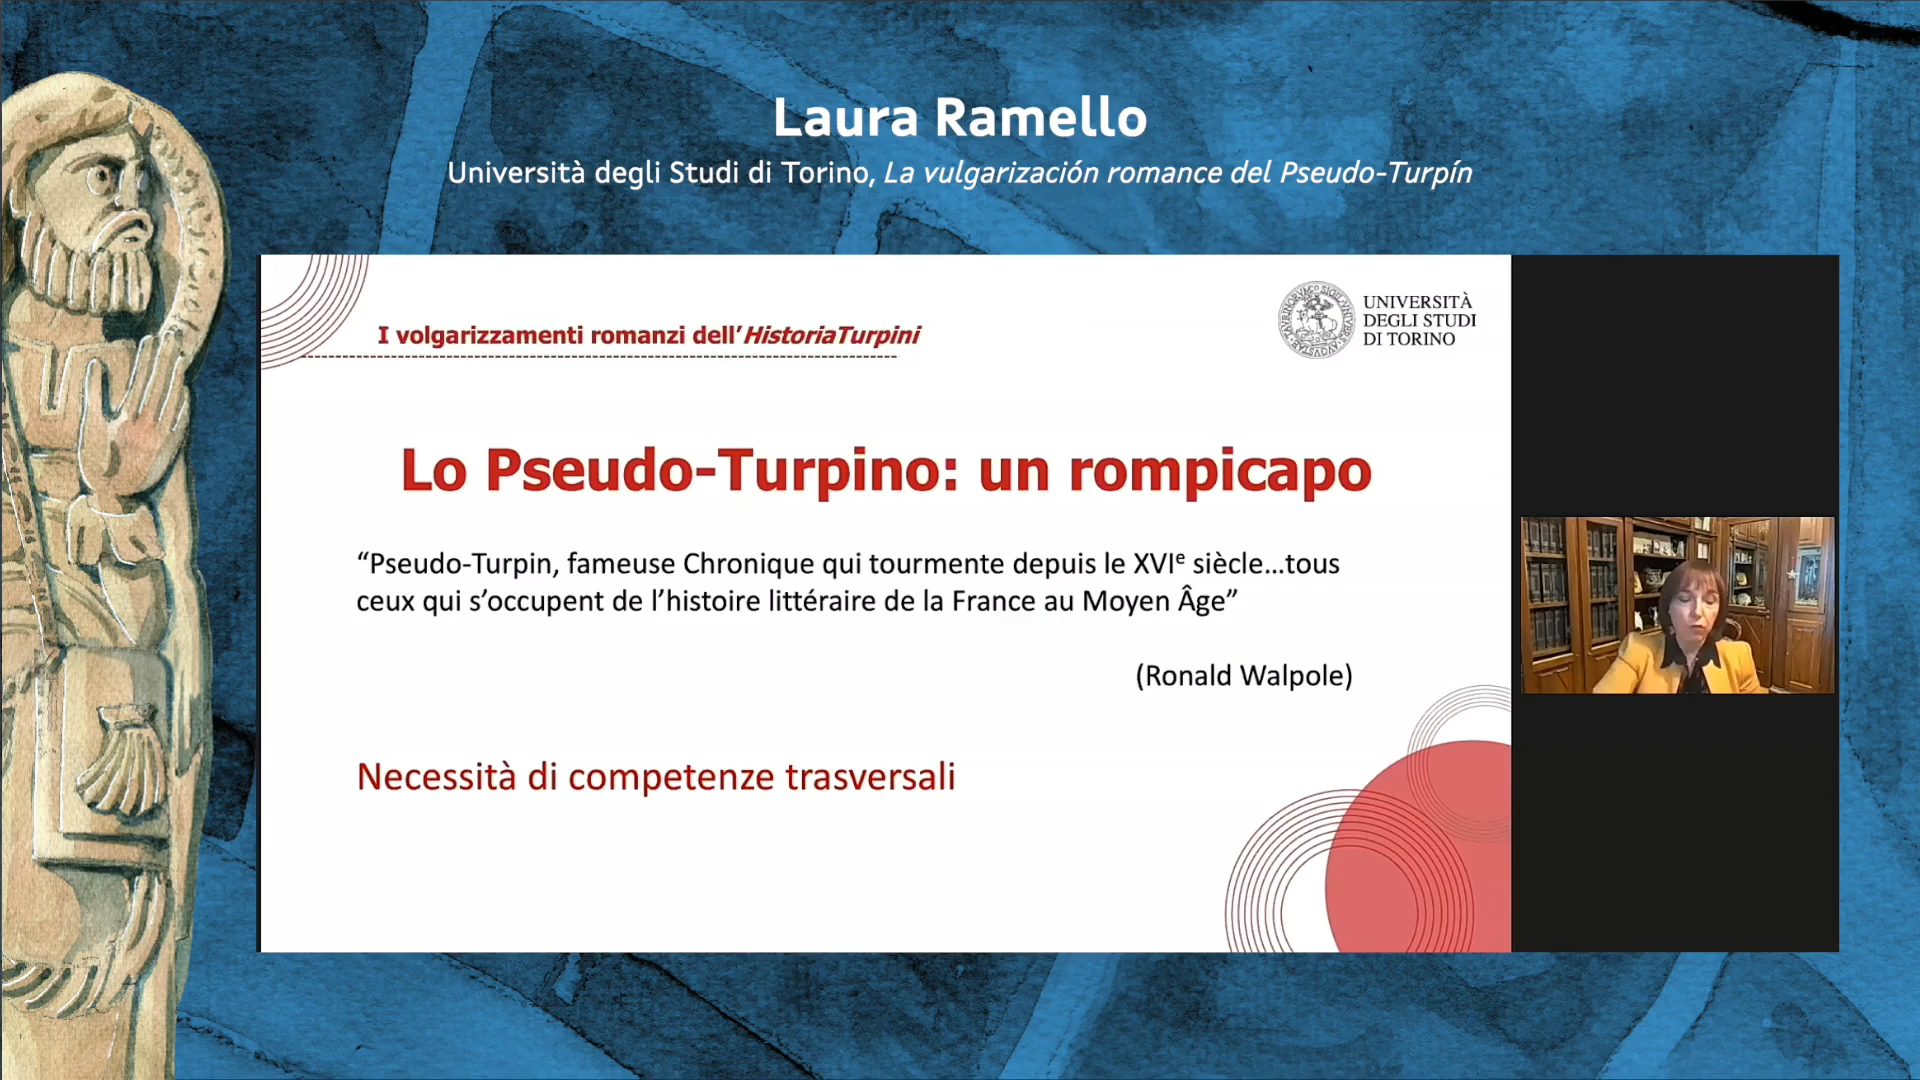 Laura Ramello
Università degli Studi di Torino, La vulgarización romance del Pseudo-Turpín
I volgarizzamenti romanzi dell’HistoriaTurpini
UNIVERSITÀ
DEGLI STUDI
DI TORINO
Lo Pseudo-Turpino: un rompicapo
“Pseudo-Turpin, fameuse Chronique qui tourmente depuis le XVIᵉ siècle…tous
ceux qui s’occupent de l’histoire littéraire de la France au Moyen Âge”
(Ronald Walpole)
Necessità di competenze trasversali